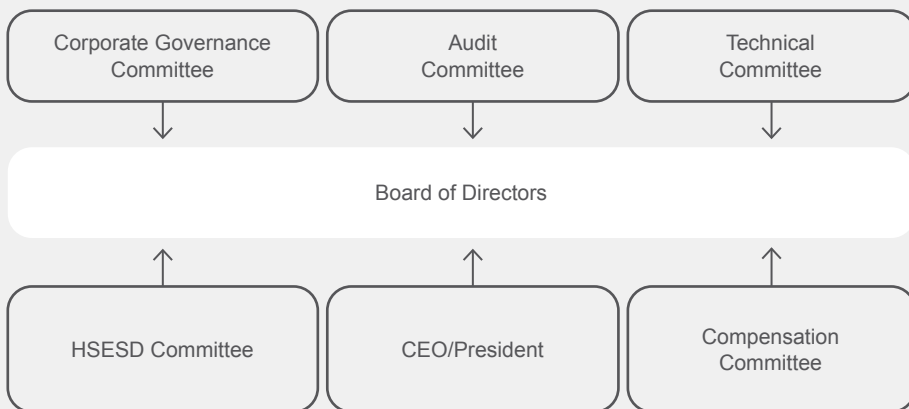 Corporate Governance
Committee
Audit
Committee
Technical
Committee
Board of Directors
HSESD Committee
CEO/President
Compensation
Committee